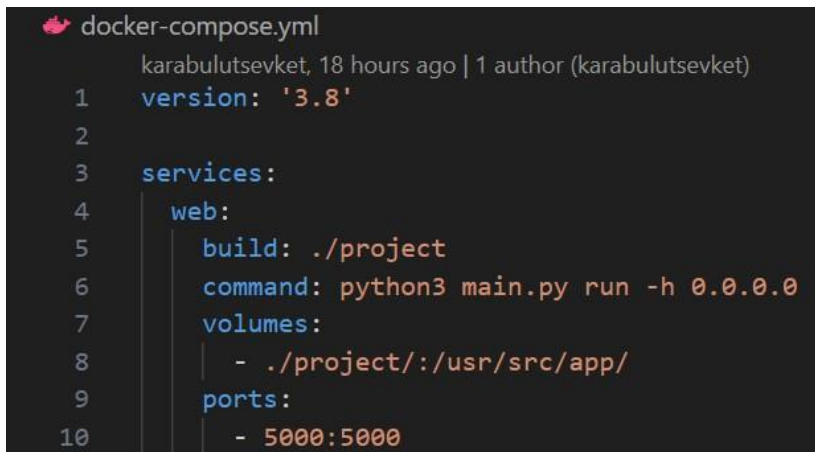 docker-compose.yml
karabulutsevket, 18 hours ago | 1 author (karabulutsevket)
1 version: '3.8'
2
3 services:
4 web:
5 build: ./project
6 command: python3 main.py run -h 0.0.0.0
7 volumes:
8 - ./project/:/usr/src/app/
9 ports:
10 - 5000:5000